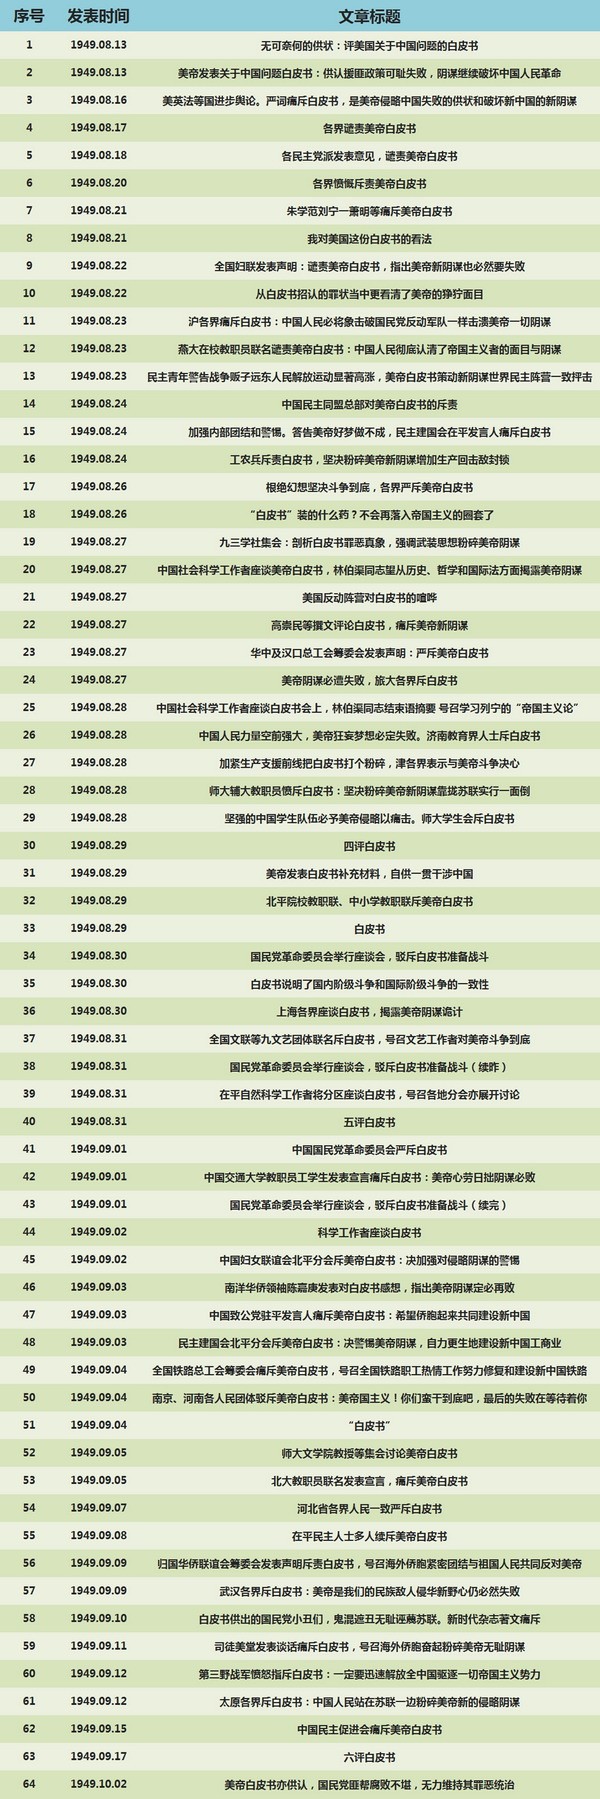 序号 发表时间 文章标题
1 1949.08.13 无可奈何的供状：评美国关于中国问题的白皮书
2 1949.08.13 美帝发表关于中国问题白皮书：供认援匪政策可耻失败，阴谋继续破坏中国人民革命
3 1949.08.16 美英法等国进步舆论。严词痛斥白皮书，是美帝侵略中国失败的供状和破坏新中国的新阴谋
4 1949.08.17 各界谴责美帝白皮书
5 1949.08.18 各民主党派发表意见，谴责美帝白皮书
6 1949.08.20 各界愤慨斥责美帝白皮书
7 1949.08.21 朱学范刘宁一萧明等痛斥美帝白皮书
8 1949.08.21 我对美国这份白皮书的看法
9 1949.08.22 全国妇联发表声明：谴责美帝白皮书，指出美帝新阴谋也必然要失败
10 1949.08.22 从白皮书招认的罪状当中更看清了美帝的狰狞面目
11 1949.08.23 沪各界痛斥白皮书：中国人民必将象击破国民党反动军队一样击溃美帝一切阴谋
12 1949.08.23 燕大在校教职员联名谴责美帝白皮书：中国人民彻底认清了帝国主义者的面目与阴谋
13 1949.08.23 民主青年警告战争贩子远东人民解放运动显著高涨，美帝白皮书策动新阴谋世界民主阵营一致抨击
14 1949.08.24 中国民主同盟总部对美帝白皮书的斥责
15 1949.08.24 加强内部团结和警惕。答告美帝好梦做不成，民主建国会在平发言人痛斥白皮书
16 1949.08.24 工农兵斥责白皮书，坚决粉碎美帝新阴谋增加生产回击敌封锁
17 1949.08.26 根绝幻想坚决斗争到底，各界严斥美帝白皮书
18 1949.08.26 “白皮书”装的什么药？不会再落入帝国主义的圈套了
19 1949.08.27 九三学社集会：剖析白皮书罪恶真象，强调武装思想粉碎美帝阴谋
20 1949.08.27 中国社会科学工作者座谈美帝白皮书，林伯渠同志望从历史、哲学和国际法方面揭露美帝阴谋
21 1949.08.27 美国反动阵营对白皮书的喧哗
22 1949.08.27 高崇民等撰文评论白皮书，痛斥美帝新阴谋
23 1949.08.27 华中及汉口总工会筹委会发表声明：严斥美帝白皮书
24 1949.08.27 美帝阴谋必遭失败，旅大各界斥白皮书
25 1949.08.28 中国社会科学工作者座谈白皮书会上，林伯渠同志结束语摘要 号召学习列宁的“帝国主义论”
26 1949.08.28 中国人民力量空前强大，美帝狂妄梦想必定失败。济南教育界人士斥白皮书
27 1949.08.28 加紧生产支援前线把白皮书打个粉碎，津各界表示与美帝斗争决心
28 1949.08.28 师大辅大教职员愤斥白皮书：坚决粉碎美帝新阴谋靠拢苏联实行一面倒
29 1949.08.28 坚强的中国学生队伍必予美帝侵略以痛击。师大学生会斥白皮书
30 1949.08.29 四评白皮书
31 1949.08.29 美帝发表白皮书补充材料，自供一贯干涉中国
32 1949.08.29 北平院校教职联、中小学教职联斥美帝白皮书
33 1949.08.29 白皮书
34 1949.08.30 国民党革命委员会举行座谈会，驳斥白皮书准备战斗
35 1949.08.30 白皮书说明了国内阶级斗争和国际阶级斗争的一致性
36 1949.08.30 上海各界座谈白皮书，揭露美帝阴谋诡计
37 1949.08.31 全国文联等九文艺团体联名斥白皮书，号召文艺工作者对美帝斗争到底
38 1949.08.31 国民党革命委员会举行座谈会，驳斥白皮书准备战斗（续昨）
39 1949.08.31 在平自然科学工作者将分区座谈白皮书，号召各地分会亦展开讨论
40 1949.08.31 五评白皮书
41 1949.09.01 中国国民党革命委员会严斥白皮书
42 1949.09.01 中国交通大学教职员工学生发表宣言痛斥白皮书：美帝心劳日拙阴谋必败
43 1949.09.01 国民党革命委员会举行座谈会，驳斥白皮书准备战斗（续完）
44 1949.09.02 科学工作者座谈白皮书
45 1949.09.02 中国妇女联谊会北平分会斥美帝白皮书：决加强对侵略阴谋的警惕
46 1949.09.03 南洋华侨领袖陈嘉庚发表对白皮书感想，指出美帝阴谋定必再败
47 1949.09.03 中国致公党驻平发言人痛斥美帝白皮书：希望侨胞起来共同建设新中国
48 1949.09.03 民主建国会北平分会斥美帝白皮书：决警惕美帝阴谋，自力更生地建设新中国工商业
49 1949.09.04 全国铁路总工会筹委会痛斥美帝白皮书，号召全国铁路职工热情工作努力修复和建设新中国铁路
50 1949.09.04 南京、河南各人民团体驳斥美帝白皮书：美帝国主义！你们蛮干到底吧，最后的失败在等待着你
51 1949.09.04 “白皮书”
52 1949.09.05 师大文学院教授等集会讨论美帝白皮书
53 1949.09.05 北大教职员联名发表宣言，痛斥美帝白皮书
54 1949.09.07 河北省各界人民一致严斥白皮书
55 1949.09.08 在平民主人士多人续斥美帝白皮书
56 1949.09.09 归国华侨联谊会筹委会发表声明斥责白皮书，号召海外侨胞紧密团结与祖国人民共同反对美帝
57 1949.09.09 武汉各界斥白皮书：美帝是我们的民族敌人侵华新野心仍必然失败
58 1949.09.10 白皮书供出的国民党小丑们，鬼混遮丑无耻诬蔑苏联。新时代杂志著文痛斥
59 1949.09.11 司徒美堂发表谈话痛斥白皮书，号召海外侨胞奋起粉碎美帝无耻阴谋
60 1949.09.12 第三野战军愤怒指斥白皮书：一定要迅速解放全中国驱逐一切帝国主义势力
61 1949.09.12 太原各界斥白皮书：中国人民站在苏联一边粉碎美帝新的侵略阴谋
62 1949.09.15 中国民主促进会痛斥美帝白皮书
63 1949.09.17 六评白皮书
64 1949.10.02 美帝白皮书亦供认，国民党匪帮腐败不堪，无力维持其罪恶统治